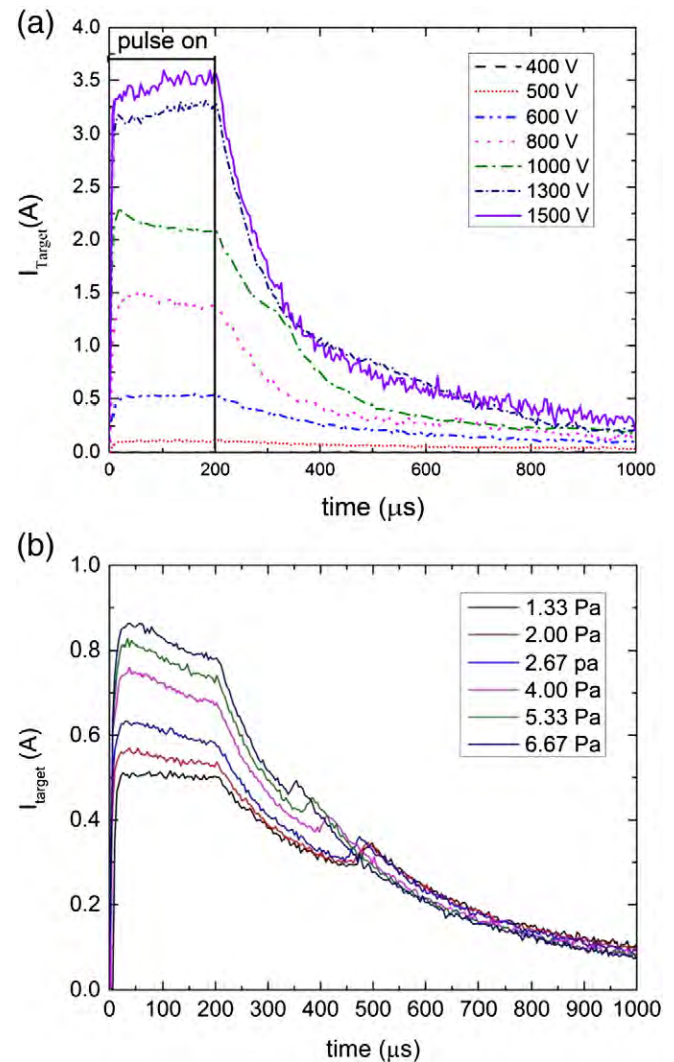 (a)
pulse on
4.0
3.5
3.0
2.5
2.0
1.5
1.0
0.5
0.0
I_Target(A)
400 V
500 V
600 V
800 V
1000 V
1300 V
1500 V
0 200 400 600 800 1000
time (μs)
(b)
1.0
0.8
0.6
0.4
0.2
0.0
I_target (A)
1.33 Pa
2.00 Pa
2.67 pa
4.00 Pa
5.33 Pa
6.67 Pa
0 100 200 300 400 500 600 700 800 900 1000
time (μs)